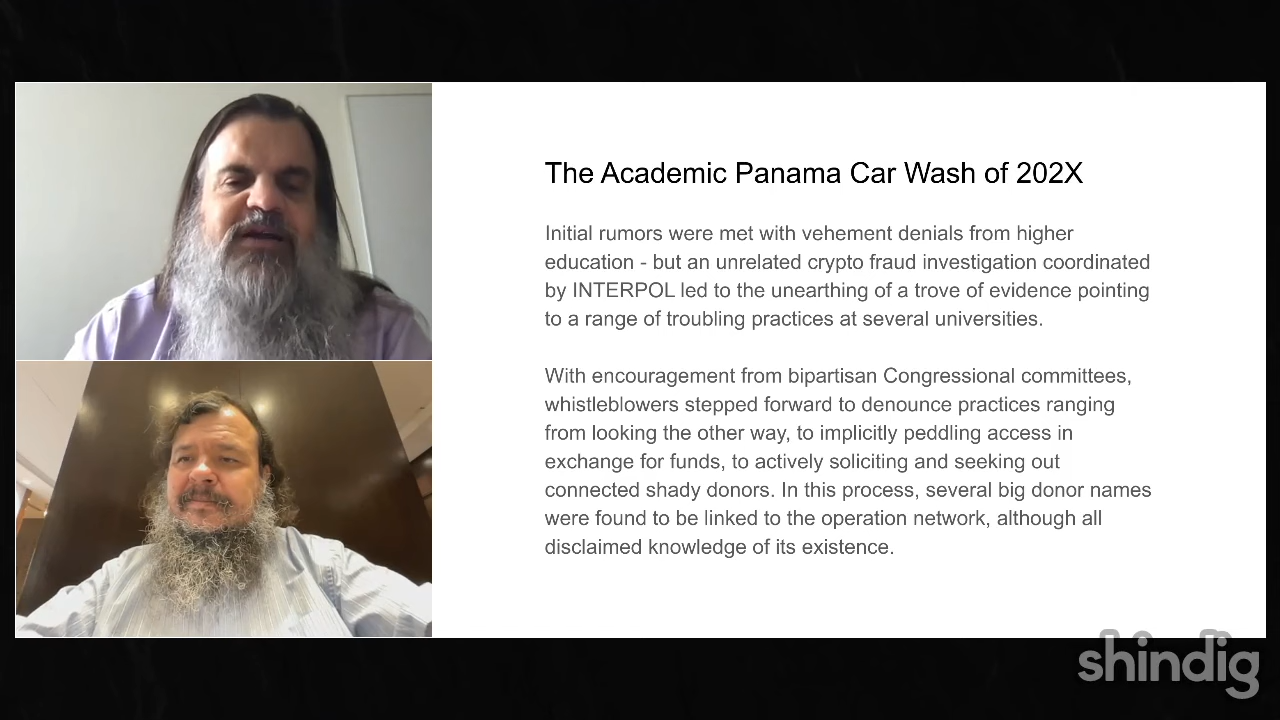 The Academic Panama Car Wash of 202X
Initial rumors were met with vehement denials from higher
education - but an unrelated crypto fraud investigation coordinated
by INTERPOL led to the unearthing of a trove of evidence pointing
to a range of troubling practices at several universities.
With encouragement from bipartisan Congressional committees,
whistleblowers stepped forward to denounce practices ranging
from looking the other way, to implicitly peddling access in
exchange for funds, to actively soliciting and seeking out
connected shady donors. In this process, several big donor names
were found to be linked to the operation network, although all
disclaimed knowledge of its existence.
shindig